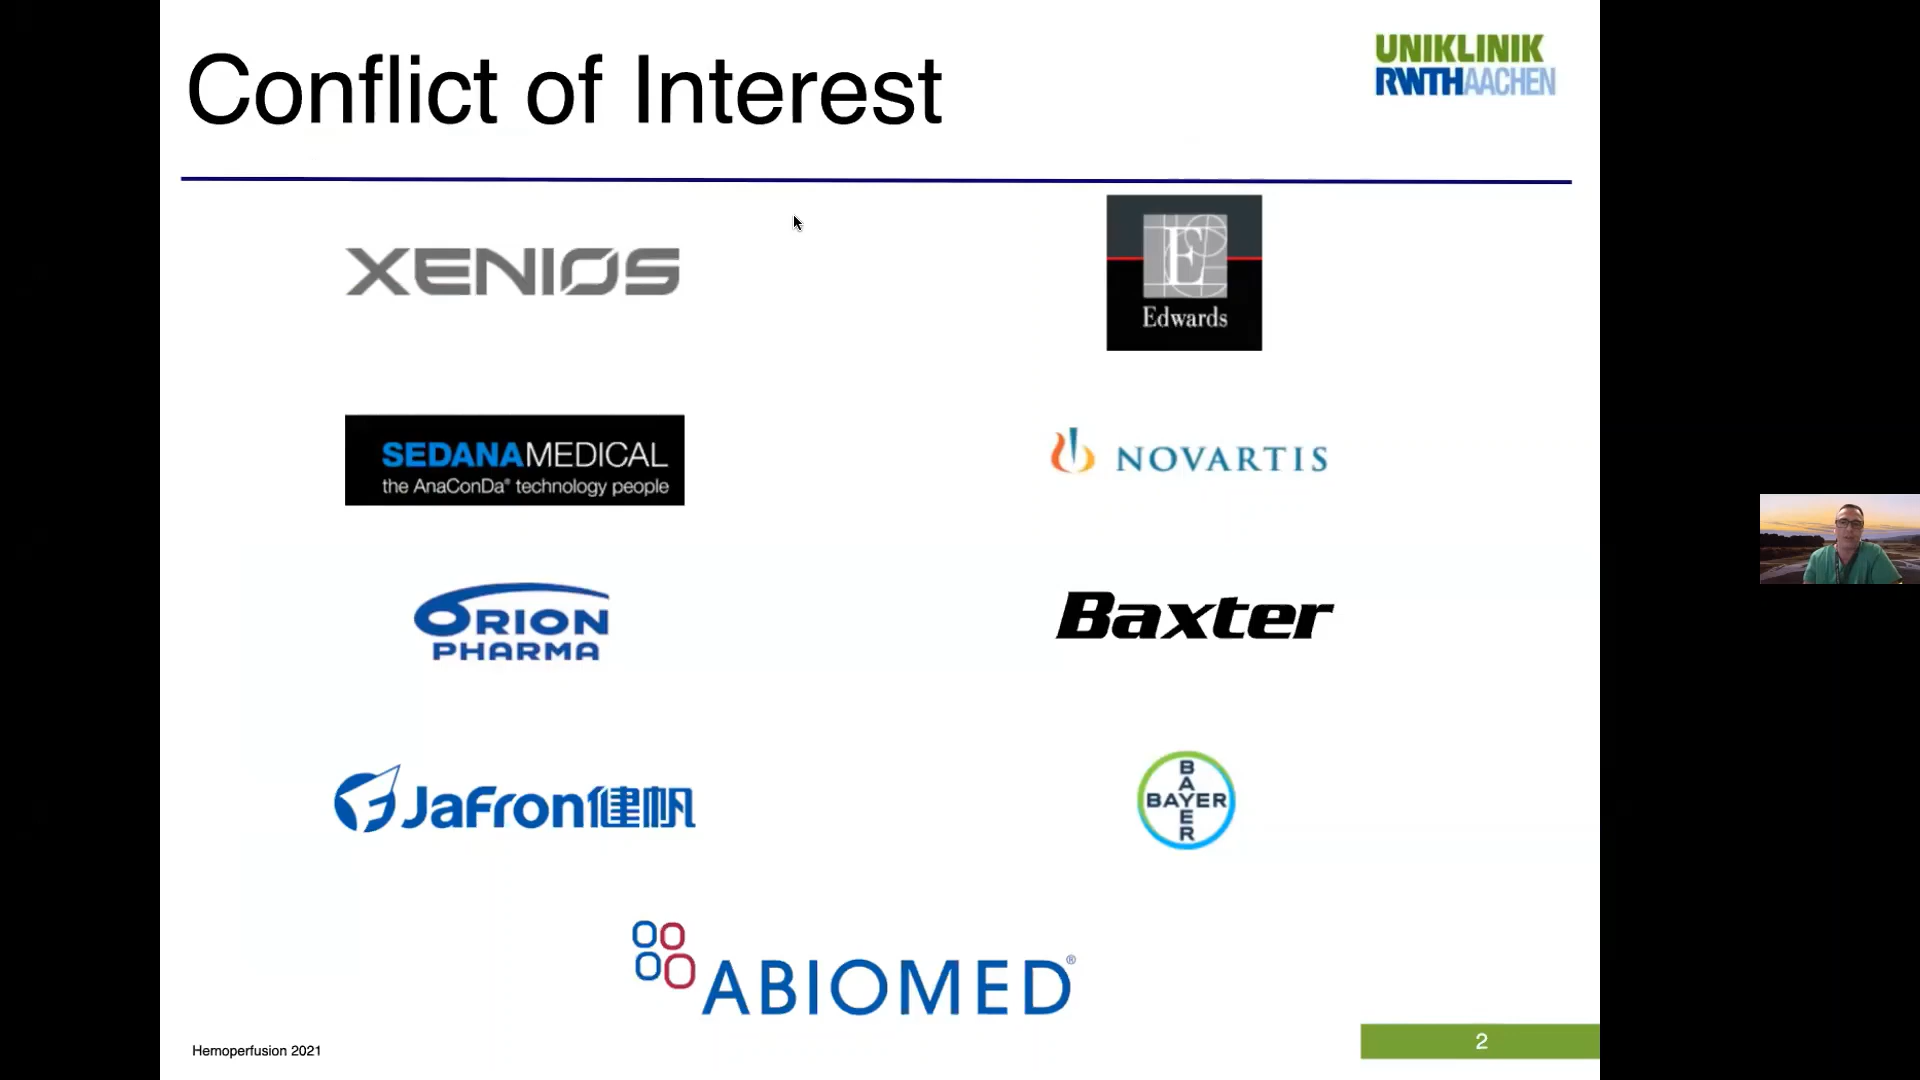 Conflict of Interest
UNIKLINIK
RWTHAACHEN
XENIOS
E
Edwards
SEDANAMEDICAL
the AnaConDa® technology people
NOVARTIS
ORION
PHARMA
Baxter
Jafron健帆
BAYER
BAYER
ABIOMED®
Hemoperfusion 2021
2